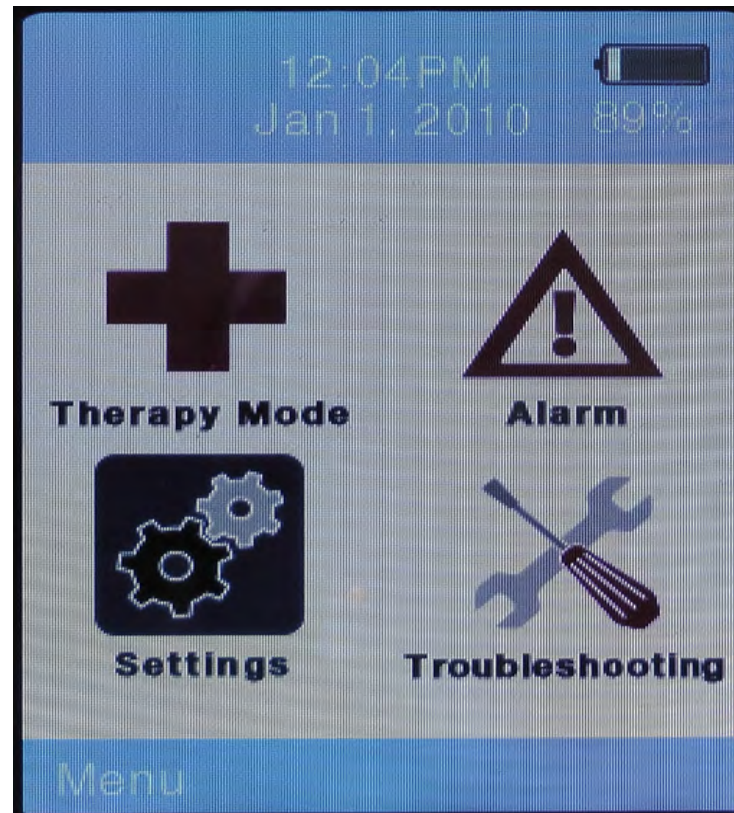 12:04PM
Jan 1, 2010 89%
Therapy Mode
Alarm
Settings
Troubleshooting
Menu